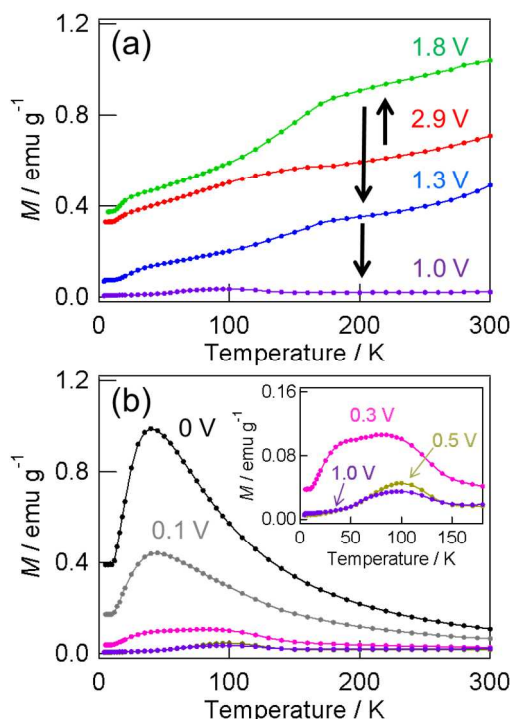 (a)
1.8 V
2.9 V
1.3 V
1.0 V
M / emu g⁻¹
1.2
0.8
0.4
0.0
0 100 200 300
Temperature / K
(b)
0 V
0.1 V
M / emu g⁻¹
1.2
0.8
0.4
0.0
0 100 200 300
Temperature / K
0.3 V
0.5 V
1.0 V
M / emu g⁻¹
0.16
0.08
0.00
0 50 100 150
Temperature / K